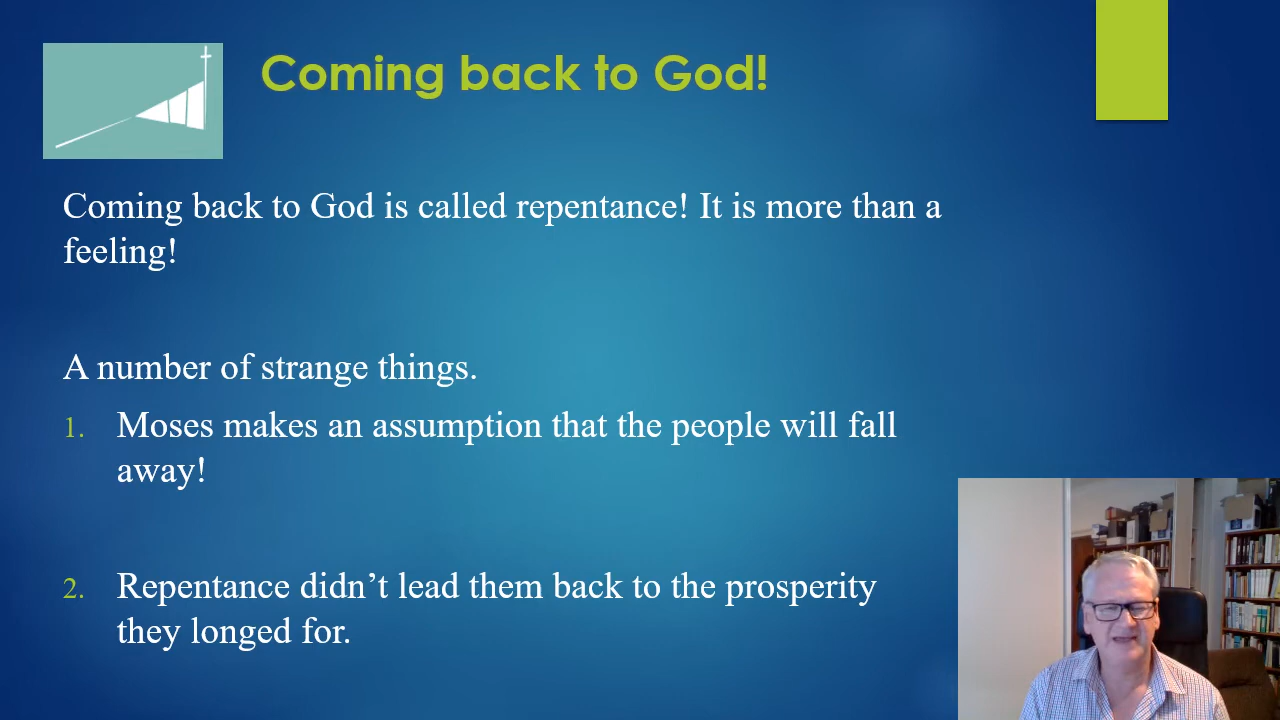 Coming back to God!
Coming back to God is called repentance! It is more than a
feeling!
A number of strange things.
1. Moses makes an assumption that the people will fall
away!
2. Repentance didn’t lead them back to the prosperity
they longed for.